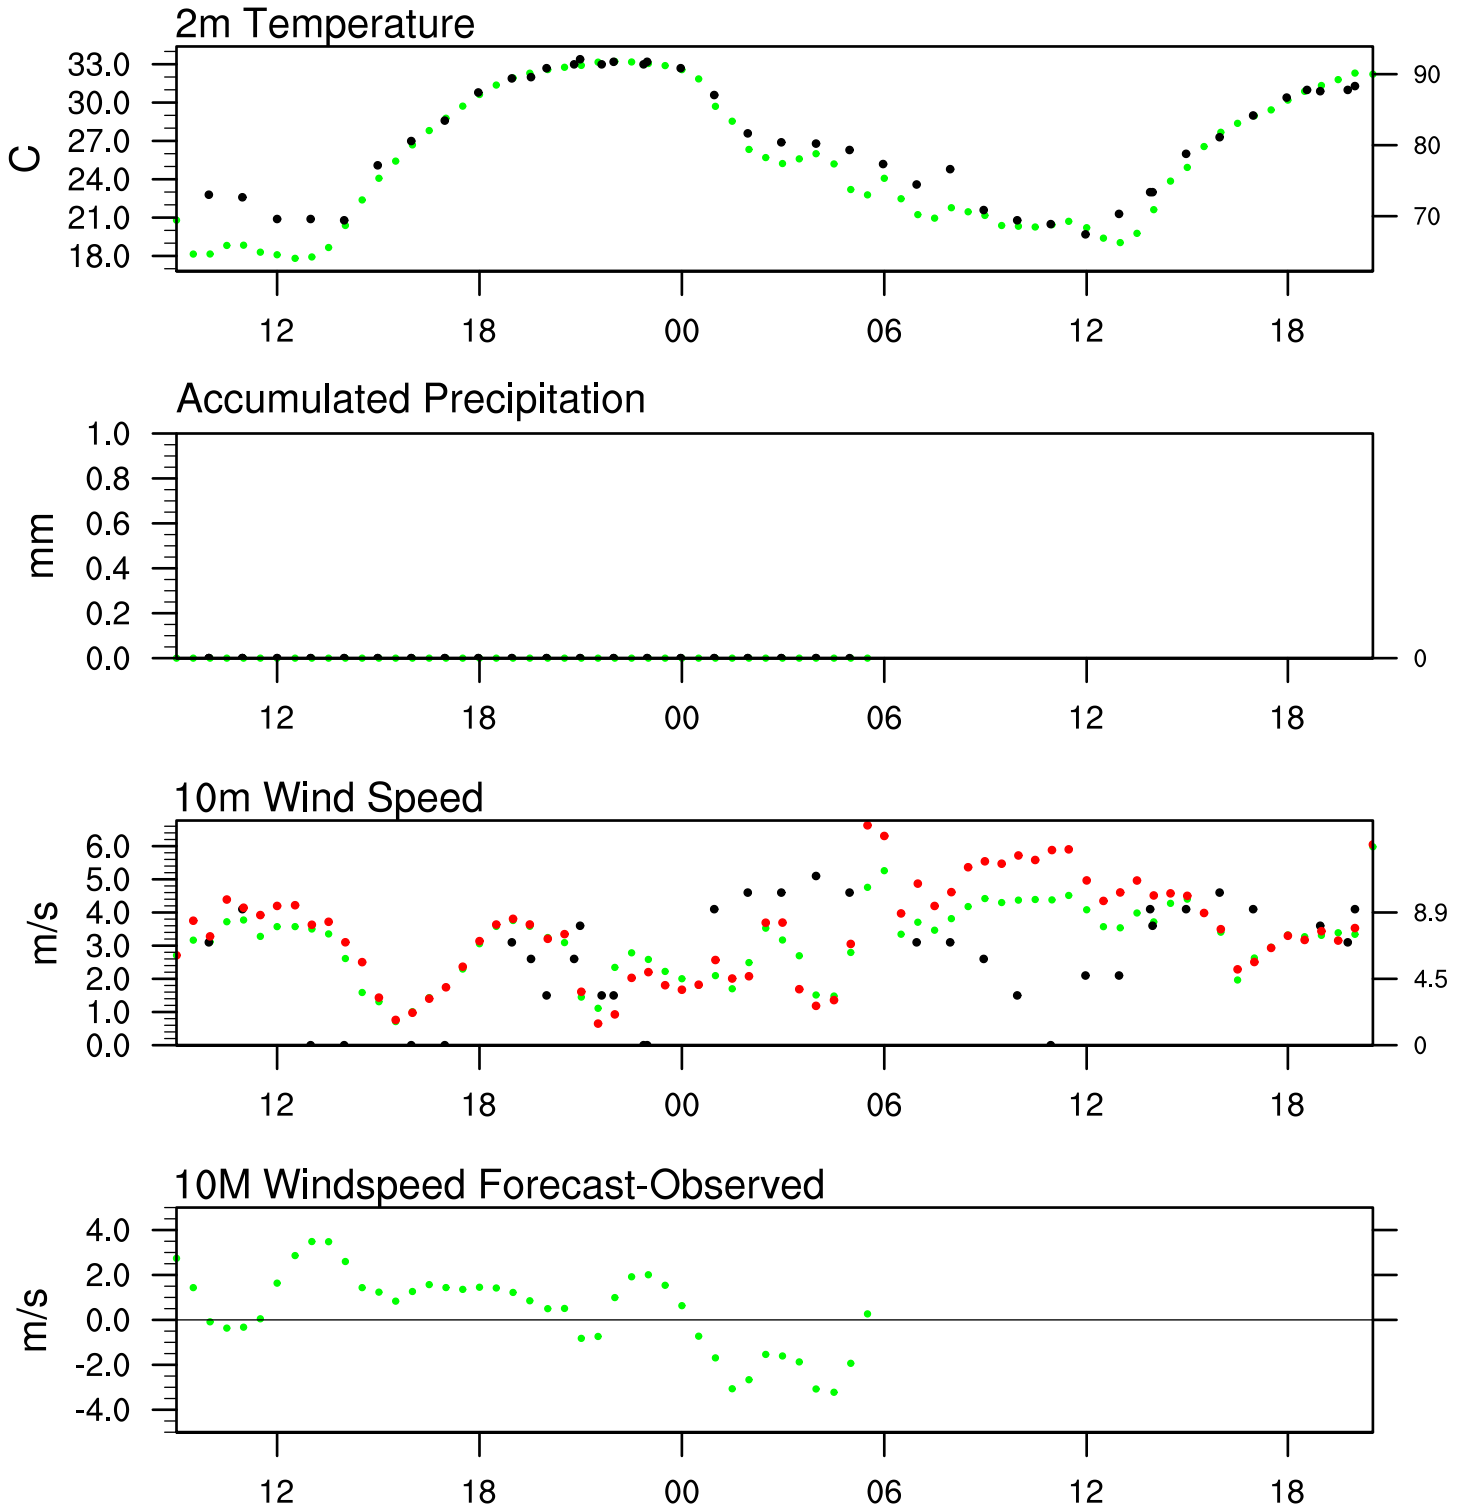 2m Temperature
33.0
30.0
27.0
24.0
21.0
18.0
C
90
80
70
12 18 00 06 12 18
Accumulated Precipitation
1.0
0.8
0.6
0.4
0.2
0.0
mm
0
12 18 00 06 12 18
10m Wind Speed
6.0
5.0
4.0
3.0
2.0
1.0
0.0
m/s
8.9
4.5
0
12 18 00 06 12 18
10M Windspeed Forecast-Observed
4.0
2.0
0.0
-2.0
-4.0
m/s
12 18 00 06 12 18